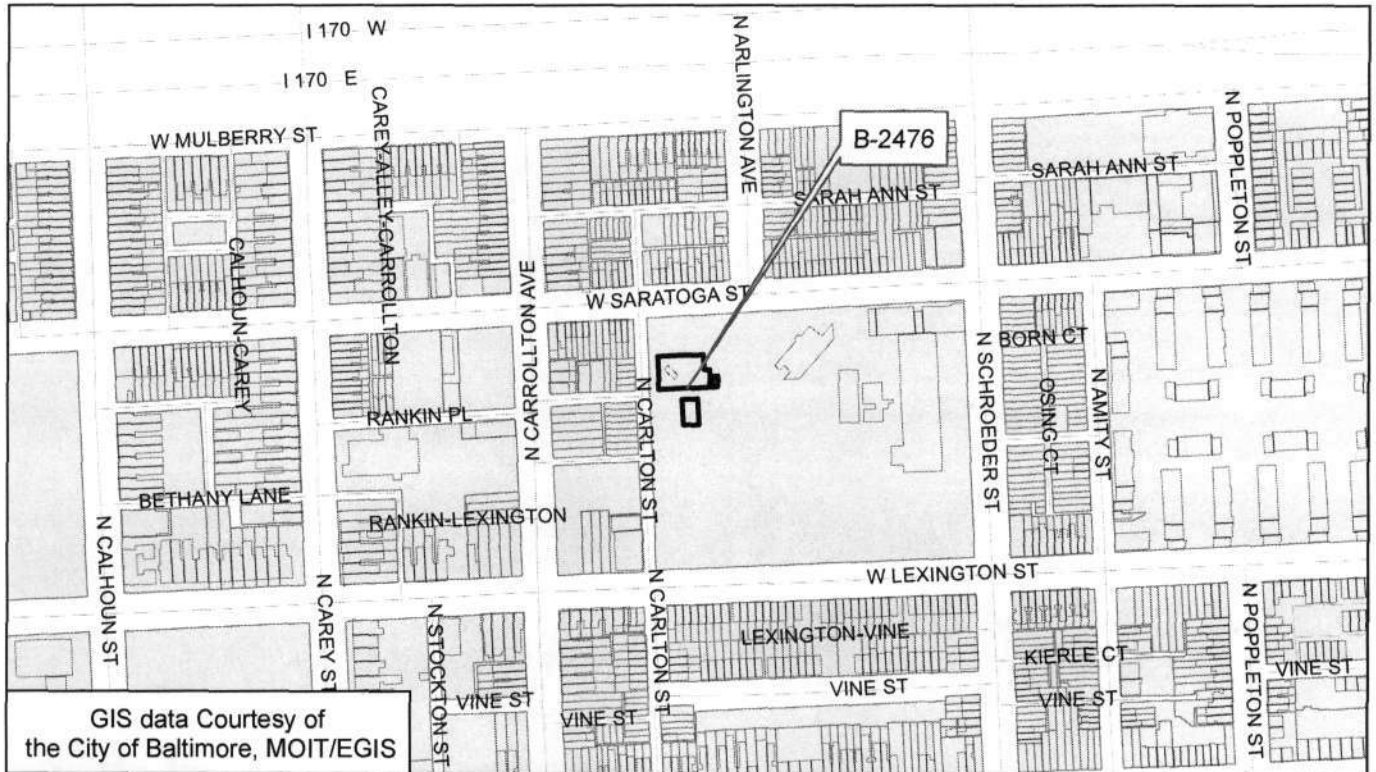 I 170 W
I 170 E
N ARLINGTON AVE
CAREY-ALLEY-CARROLLTON
W MULBERRY ST
B-2476
N POPPLETON ST
SARAH ANN ST
SARAH ANN ST
CALHOUN-CAREY
N CARROLLTON AVE
W SARATOGA ST
BORN CT
N SCHROEDER ST
OSING CT
N AMITY ST
RANKIN PL
N CARLTON ST
BETHANY LANE
RANKIN-LEXINGTON
N CALHOUN ST
W LEXINGTON ST
N CAREY ST
N STOCKTON ST
N CARLTON ST
LEXINGTON-VINE
KIERLE CT
N POPPLETON ST
VINE ST
VINE ST
VINE ST
VINE ST
VINE ST
GIS data Courtesy of
the City of Baltimore, MOIT/EGIS